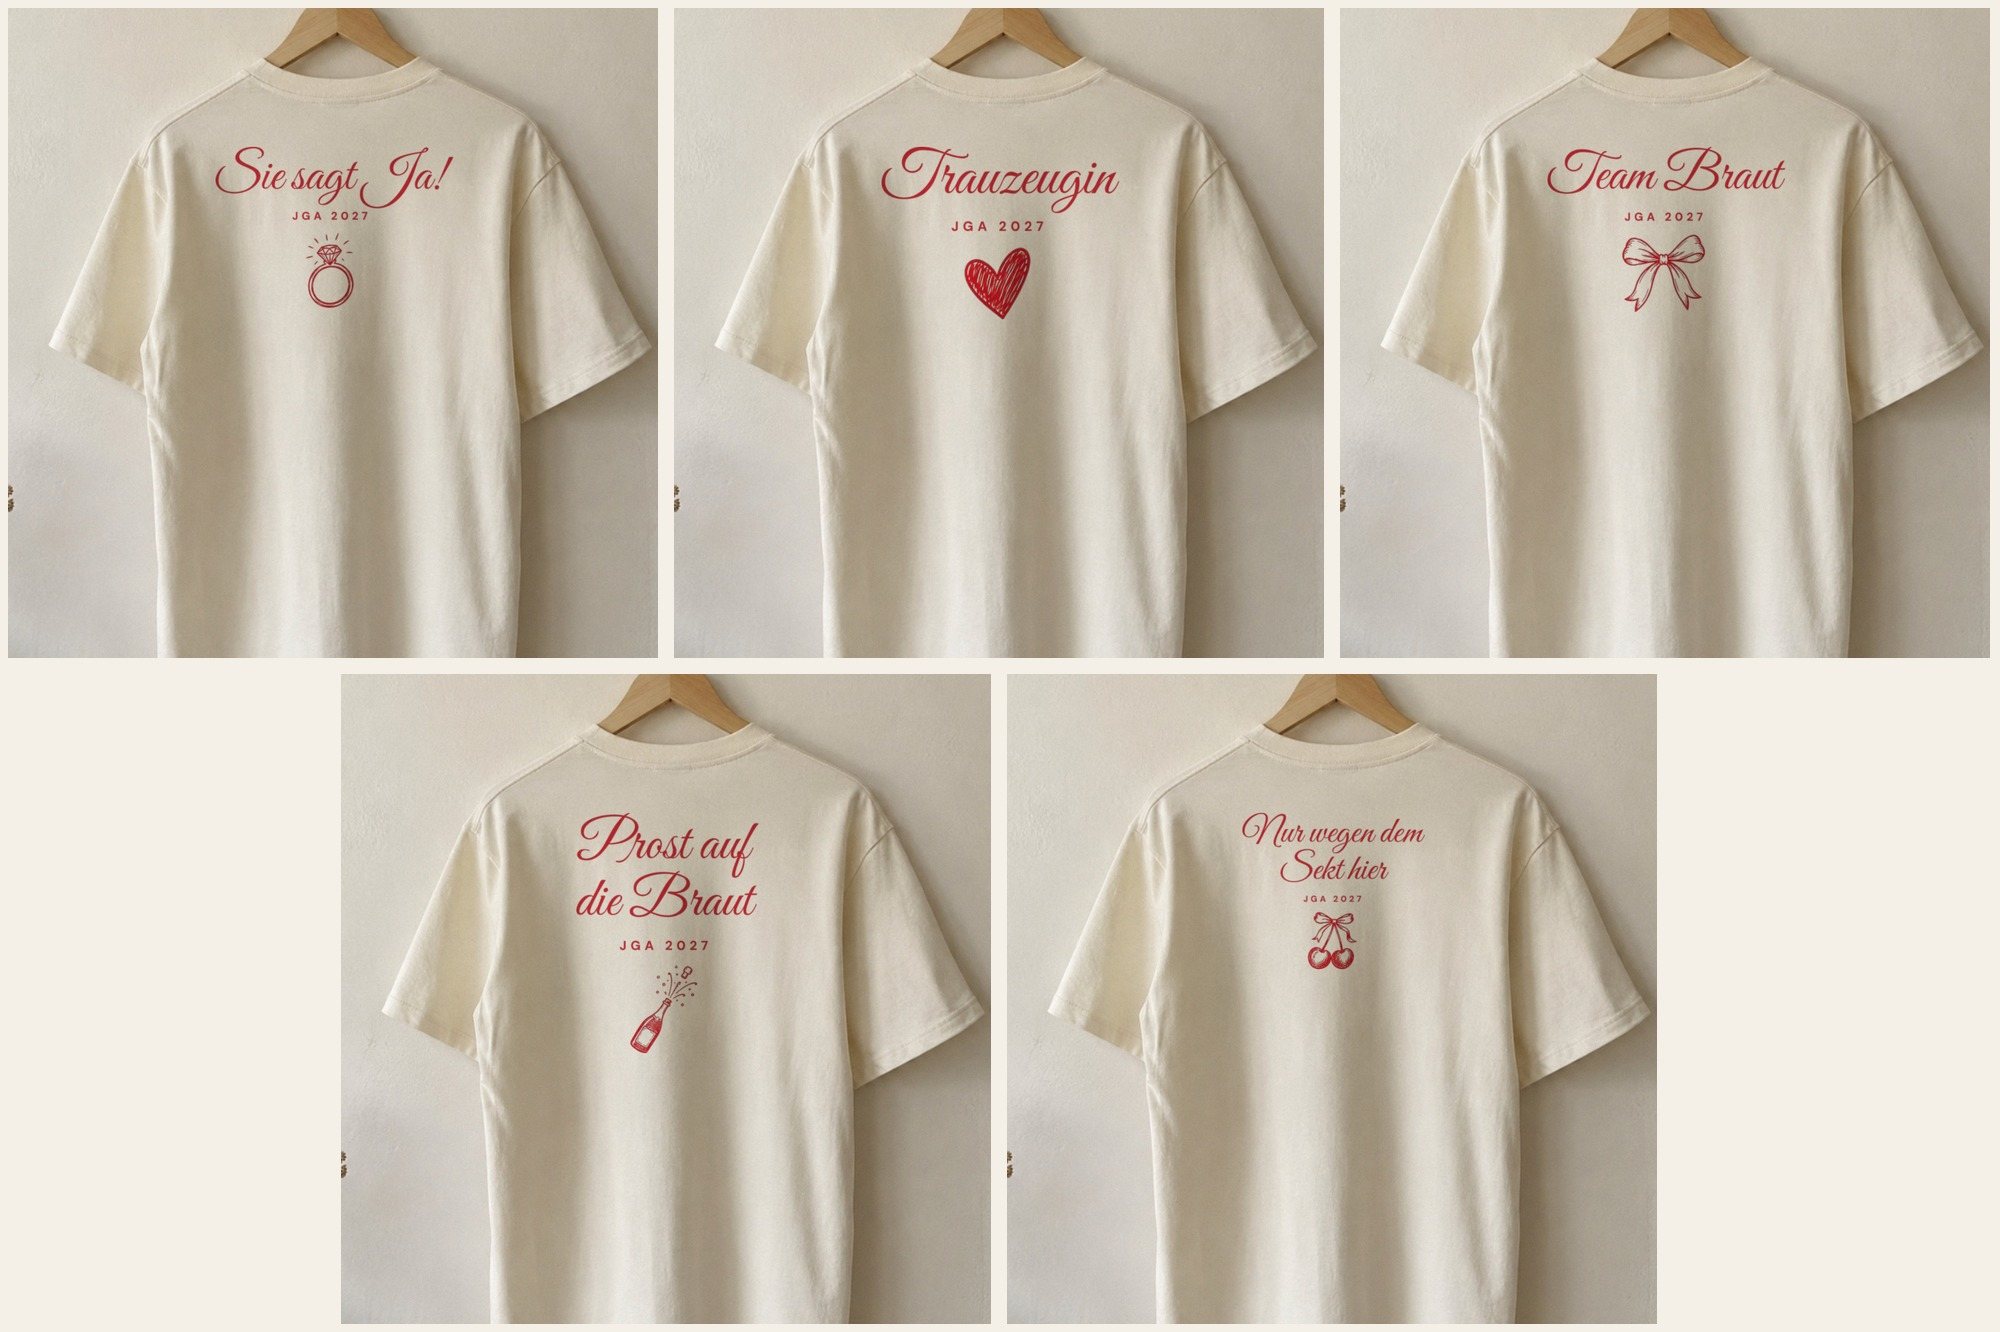 Sie sagt Ja!
JGA 2027
Trauzeugin
JGA 2027
Team Braut
JGA 2027
Prost auf
die Braut
JGA 2027
Nur wegen dem
Sekt hier
JGA 2027